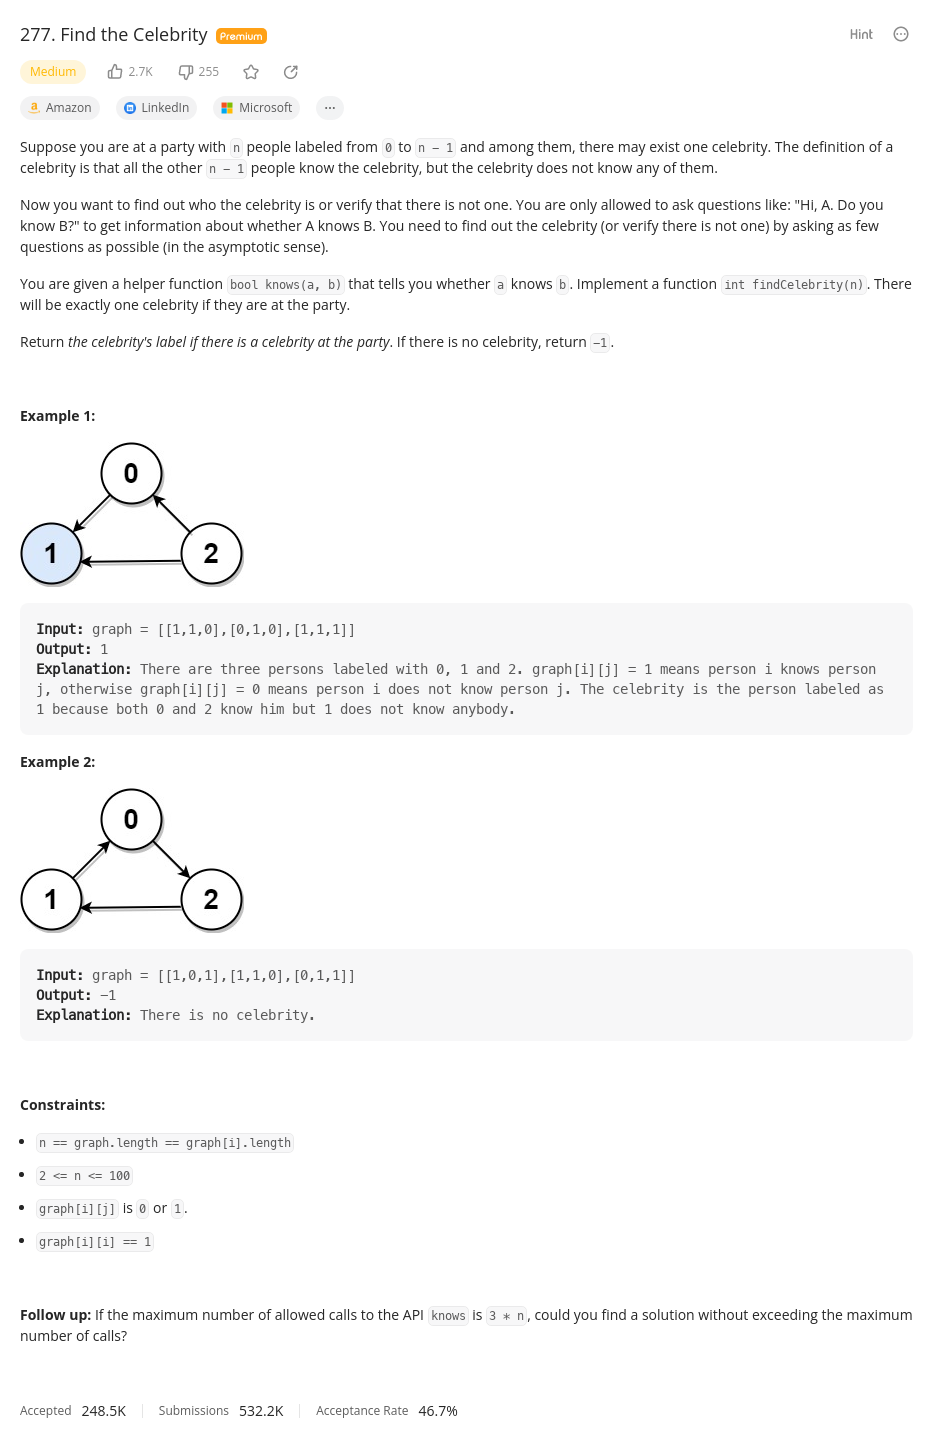 277. Find the Celebrity Premium Hint
Medium 2.7K 255
Amazon LinkedIn Microsoft ...
Suppose you are at a party with n people labeled from 0 to n - 1 and among them, there may exist one celebrity. The definition of a
celebrity is that all the other n - 1 people know the celebrity, but the celebrity does not know any of them.
Now you want to find out who the celebrity is or verify that there is not one. You are only allowed to ask questions like: "Hi, A. Do you
know B?" to get information about whether A knows B. You need to find out the celebrity (or verify there is not one) by asking as few
questions as possible (in the asymptotic sense).
You are given a helper function bool knows(a, b) that tells you whether a knows b. Implement a function int findCelebrity(n). There
will be exactly one celebrity if they are at the party.
Return the celebrity's label if there is a celebrity at the party. If there is no celebrity, return -1.
Example 1:
0
1 2
Input: graph = [[1,1,0],[0,1,0],[1,1,1]]
Output: 1
Explanation: There are three persons labeled with 0, 1 and 2. graph[i][j] = 1 means person i knows person
j, otherwise graph[i][j] = 0 means person i does not know person j. The celebrity is the person labeled as
1 because both 0 and 2 know him but 1 does not know anybody.
Example 2:
0
1 2
Input: graph = [[1,0,1],[1,1,0],[0,1,1]]
Output: -1
Explanation: There is no celebrity.
Constraints:
• n == graph.length == graph[i].length
• 2 <= n <= 100
• graph[i][j] is 0 or 1.
• graph[i][i] == 1
Follow up: If the maximum number of allowed calls to the API knows is 3 * n, could you find a solution without exceeding the maximum
number of calls?
Accepted 248.5K Submissions 532.2K Acceptance Rate 46.7%